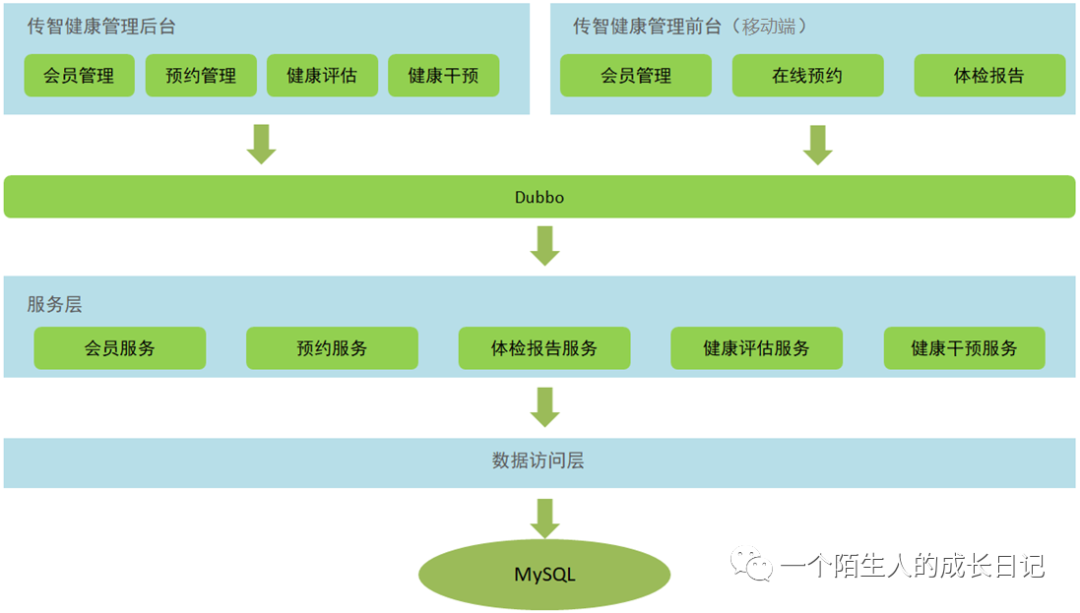 传智健康管理后台
会员管理 预约管理 健康评估 健康干预
传智健康管理前台（移动端）
会员管理 在线预约 体检报告
Dubbo
服务层
会员服务 预约服务 体检报告服务 健康评估服务 健康干预服务
数据访问层
MySQL
一个陌生人的成长日记